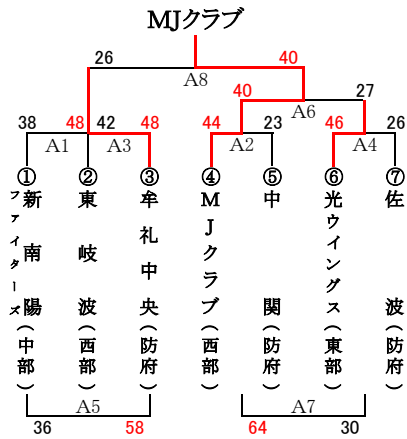 MJクラブ
26
40
A8
40
27
A6
38
48
42
48
44
23
46
26
A1
A3
A2
A4
①
②
③
④
⑤
⑥
⑦
新南陽ファイターズ(中部)
東岐波(西部)
牟礼中央(防府)
MJクラブ(西部)
中関(防府)
光ウイングス(東部)
佐波(防府)
A5
A7
36
58
64
30